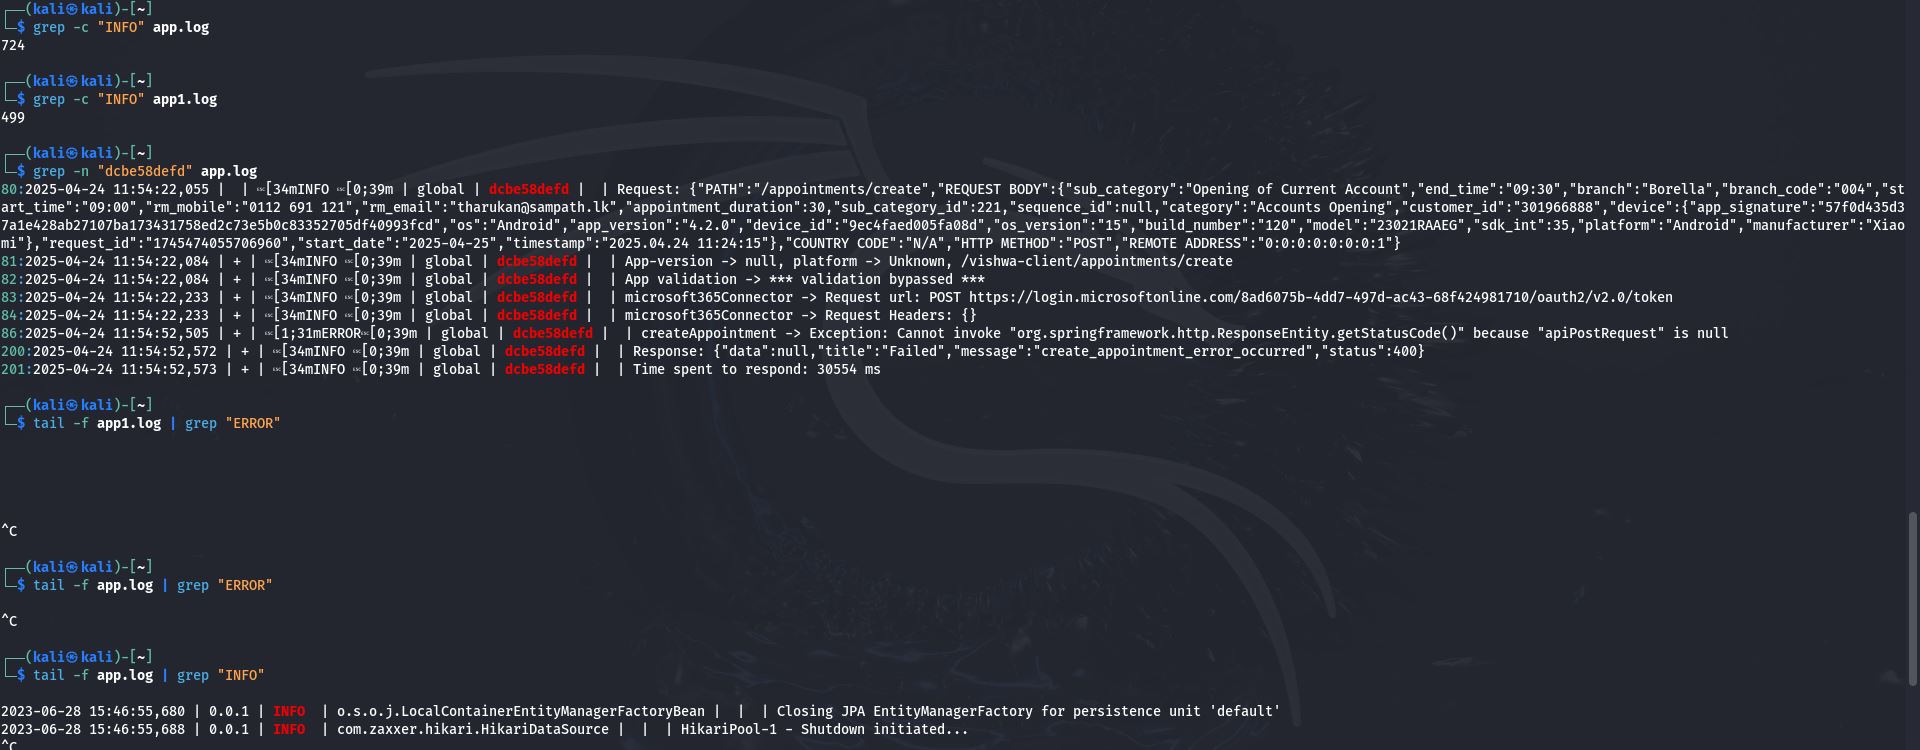 ┌──(kali㉿kali)-[~]
└─$ grep -c "INFO" app.log
724
┌──(kali㉿kali)-[~]
└─$ grep -c "INFO" app1.log
499
┌──(kali㉿kali)-[~]
└─$ grep -n "dcbe58defd" app.log
80:2025-04-24 11:54:22,055 |  | ␛[34mINFO ␛[0;39m | global | dcbe58defd |  | Request: {"PATH":"/appointments/create","REQUEST BODY":{"sub_category":"Opening of Current Account","end_time":"09:30","branch":"Borella","branch_code":"004","st
art_time":"09:00","rm_mobile":"0112 691 121","rm_email":"tharukan@sampath.lk","appointment_duration":30,"sub_category_id":221,"sequence_id":null,"category":"Accounts Opening","customer_id":"301966888","device":{"app_signature":"57f0d435d3
7a1e428ab27107ba173431758ed2c73e5b0c83352705df40993fcd","os":"Android","app_version":"4.2.0","device_id":"9ec4faed005fa08d","os_version":"15","build_number":"120","model":"23021RAAEG","sdk_int":35,"platform":"Android","manufacturer":"Xiao
mi"},"request_id":"1745474055706960","start_date":"2025-04-25","timestamp":"2025.04.24 11:24:15"},"COUNTRY CODE":"N/A","HTTP METHOD":"POST","REMOTE ADDRESS":"0:0:0:0:0:0:0:1"}
81:2025-04-24 11:54:22,084 | + | ␛[34mINFO ␛[0;39m | global | dcbe58defd |  | App-version -> null, platform -> Unknown, /vishwa-client/appointments/create
82:2025-04-24 11:54:22,084 | + | ␛[34mINFO ␛[0;39m | global | dcbe58defd |  | App validation -> *** validation bypassed ***
83:2025-04-24 11:54:22,233 | + | ␛[34mINFO ␛[0;39m | global | dcbe58defd |  | microsoft365Connector -> Request url: POST https://login.microsoftonline.com/8ad6075b-4dd7-497d-ac43-68f424981710/oauth2/v2.0/token
84:2025-04-24 11:54:22,233 | + | ␛[34mINFO ␛[0;39m | global | dcbe58defd |  | microsoft365Connector -> Request Headers: {}
86:2025-04-24 11:54:52,505 | + | ␛[1;31mERROR␛[0;39m | global | dcbe58defd |  | createAppointment -> Exception: Cannot invoke "org.springframework.http.ResponseEntity.getStatusCode()" because "apiPostRequest" is null
200:2025-04-24 11:54:52,572 | + | ␛[34mINFO ␛[0;39m | global | dcbe58defd |  | Response: {"data":null,"title":"Failed","message":"create_appointment_error_occurred","status":400}
201:2025-04-24 11:54:52,573 | + | ␛[34mINFO ␛[0;39m | global | dcbe58defd |  | Time spent to respond: 30554 ms
┌──(kali㉿kali)-[~]
└─$ tail -f app1.log | grep "ERROR"
^C
┌──(kali㉿kali)-[~]
└─$ tail -f app.log | grep "ERROR"
^C
┌──(kali㉿kali)-[~]
└─$ tail -f app.log | grep "INFO"
2023-06-28 15:46:55,680 | 0.0.1 | INFO  | o.s.o.j.LocalContainerEntityManagerFactoryBean |  |  | Closing JPA EntityManagerFactory for persistence unit 'default'
2023-06-28 15:46:55,688 | 0.0.1 | INFO  | com.zaxxer.hikari.HikariDataSource |  |  | HikariPool-1 - Shutdown initiated...
^C